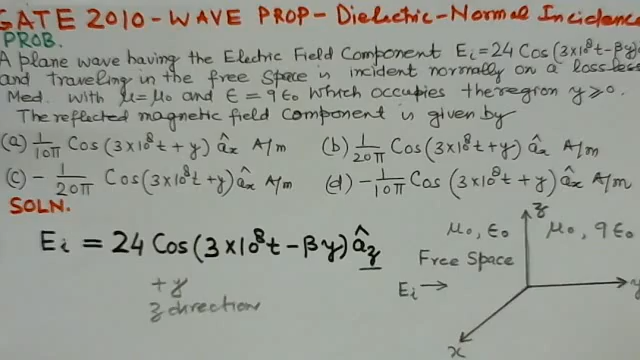 GATE 2010-WAVE PROP-Dielectric-Normal Incidence
PROB.
A plane wave having the Electric Field Component Ei=24 Cos(3×10⁸t-βy)
and traveling in the free Space is incident normally on a lossless
Med. with μ=μ₀ and ε=9ε₀ which occupies the region y≥0.
The reflected magnetic field component is given by
(a) 1/10π Cos(3×10⁸t+y) âx A/m (b) 1/20π Cos(3×10⁸t+y) âx A/m
(c) -1/20π Cos(3×10⁸t+y) âx A/m (d) -1/10π Cos(3×10⁸t+y) âx A/m
SOLN.
Ei = 24 Cos(3×10⁸t-βy) âz
+y
z direction
z
μ₀, ε₀ μ₀, 9ε₀
Free Space
Ei →
y
x